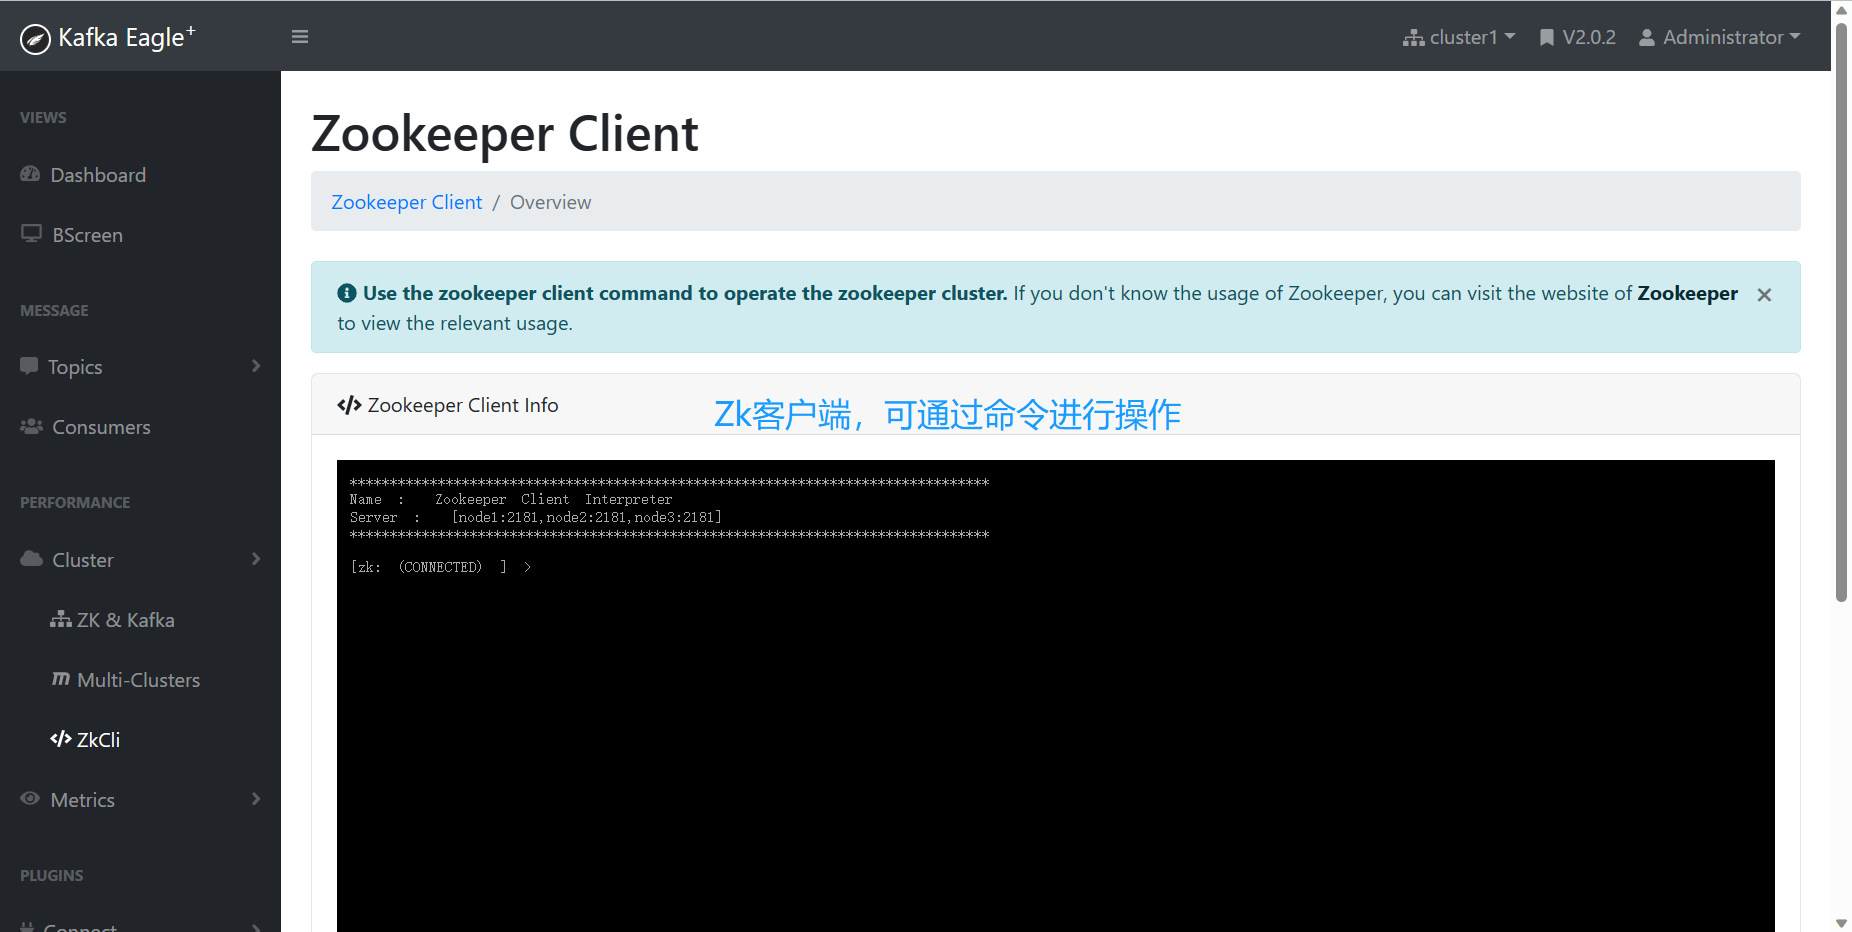 Kafka Eagle+
cluster1
V2.0.2
Administrator
VIEWS
Dashboard
BScreen
MESSAGE
Topics
Consumers
PERFORMANCE
Cluster
ZK & Kafka
Multi-Clusters
ZkCli
Metrics
PLUGINS
Connect
Zookeeper Client
Zookeeper Client / Overview
Use the zookeeper client command to operate the zookeeper cluster. If you don't know the usage of Zookeeper, you can visit the website of Zookeeper
to view the relevant usage.
Zookeeper Client Info
Zk客户端，可通过命令进行操作
********************************************************************************
Name : Zookeeper Client Interpreter
Server : [node1:2181,node2:2181,node3:2181]
********************************************************************************
[zk: (CONNECTED) ] >